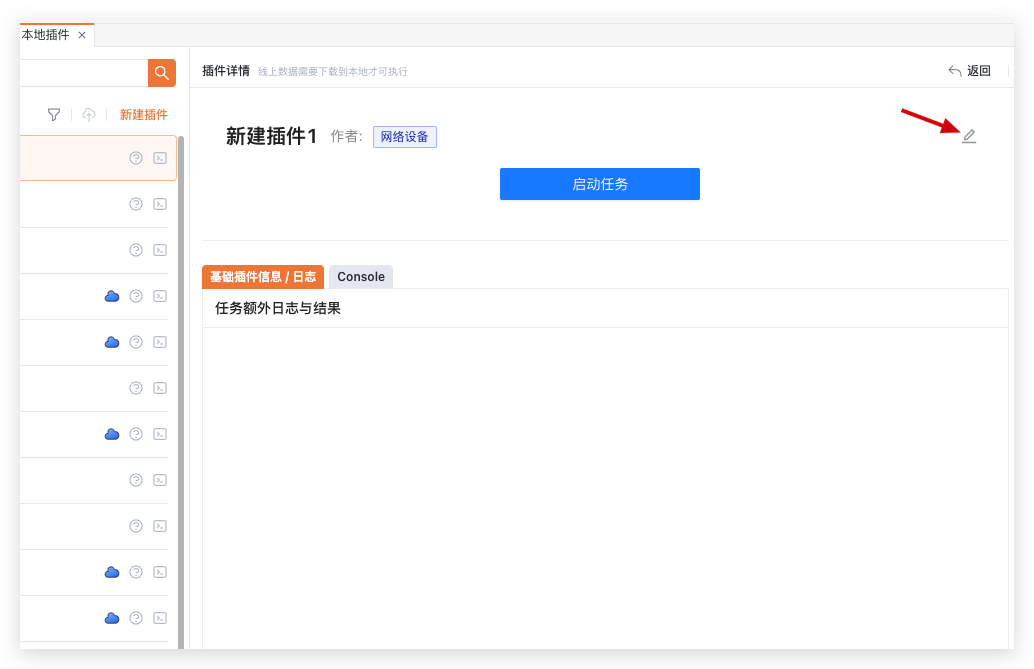 本地插件
插件详情 线上数据需要下载到本地才可执行
返回
新建插件
新建插件1 作者: 网络设备
启动任务
基础插件信息 / 日志 Console
任务额外日志与结果